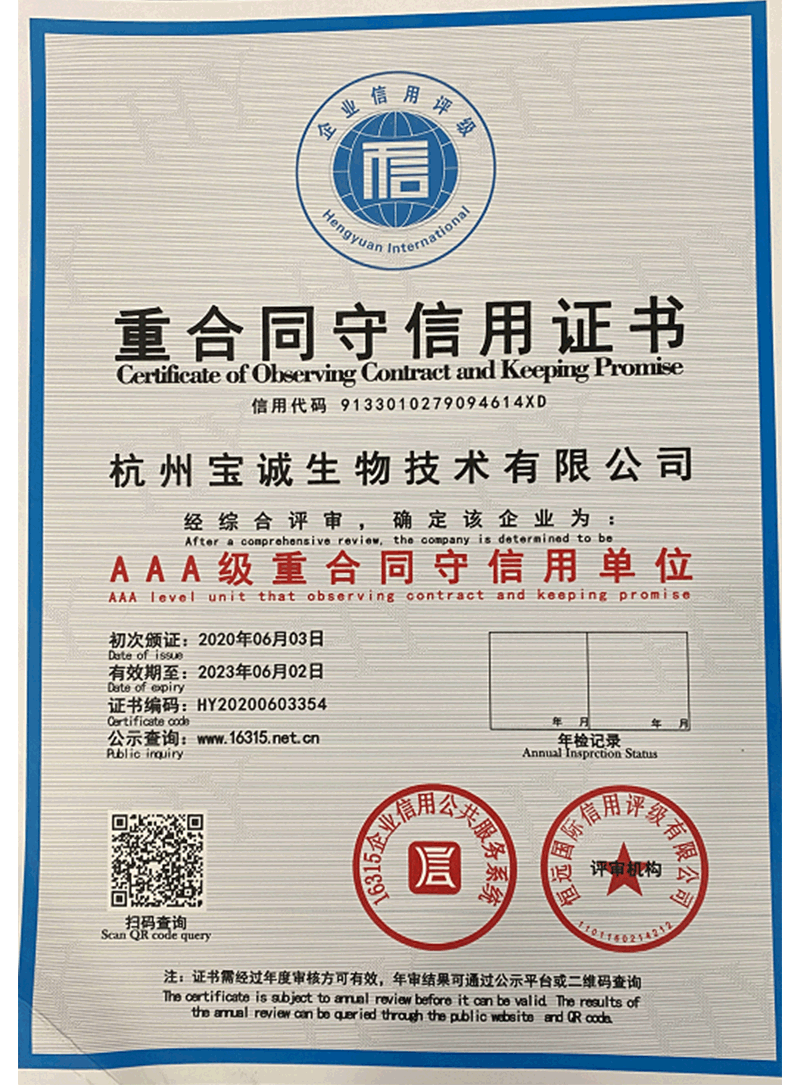 企业信用评级
信
Hengyuan International
重合同守信用证书
Certificate of Observing Contract and Keeping Promise
信用代码 9133010279094614XD
杭州宝诚生物技术有限公司
经综合评审，确定该企业为：
After a comprehensive review, the company is determined to be
AAA级重合同守信用单位
AAA level unit that observing contract and keeping promise
初次颁证：2020年06月03日
Date of issue
有效期至：2023年06月02日
Date of expiry
证书编码：HY20200603354
Certificate code
公示查询：www.16315.net.cn
Public inquiry
年 月 年 月
年检记录
Annual Insprction Status
16315企业信用公共服务系统
信
恒远国际信用评级有限公司
评审机构
1101160214212
扫码查询
Scan QR code query
注：证书需经过年度审核方可有效，年审结果可通过公示平台或二维码查询
The certificate is subject to annual review before it can be valid. The results of
the annual review can be queried through the public website and QR code.